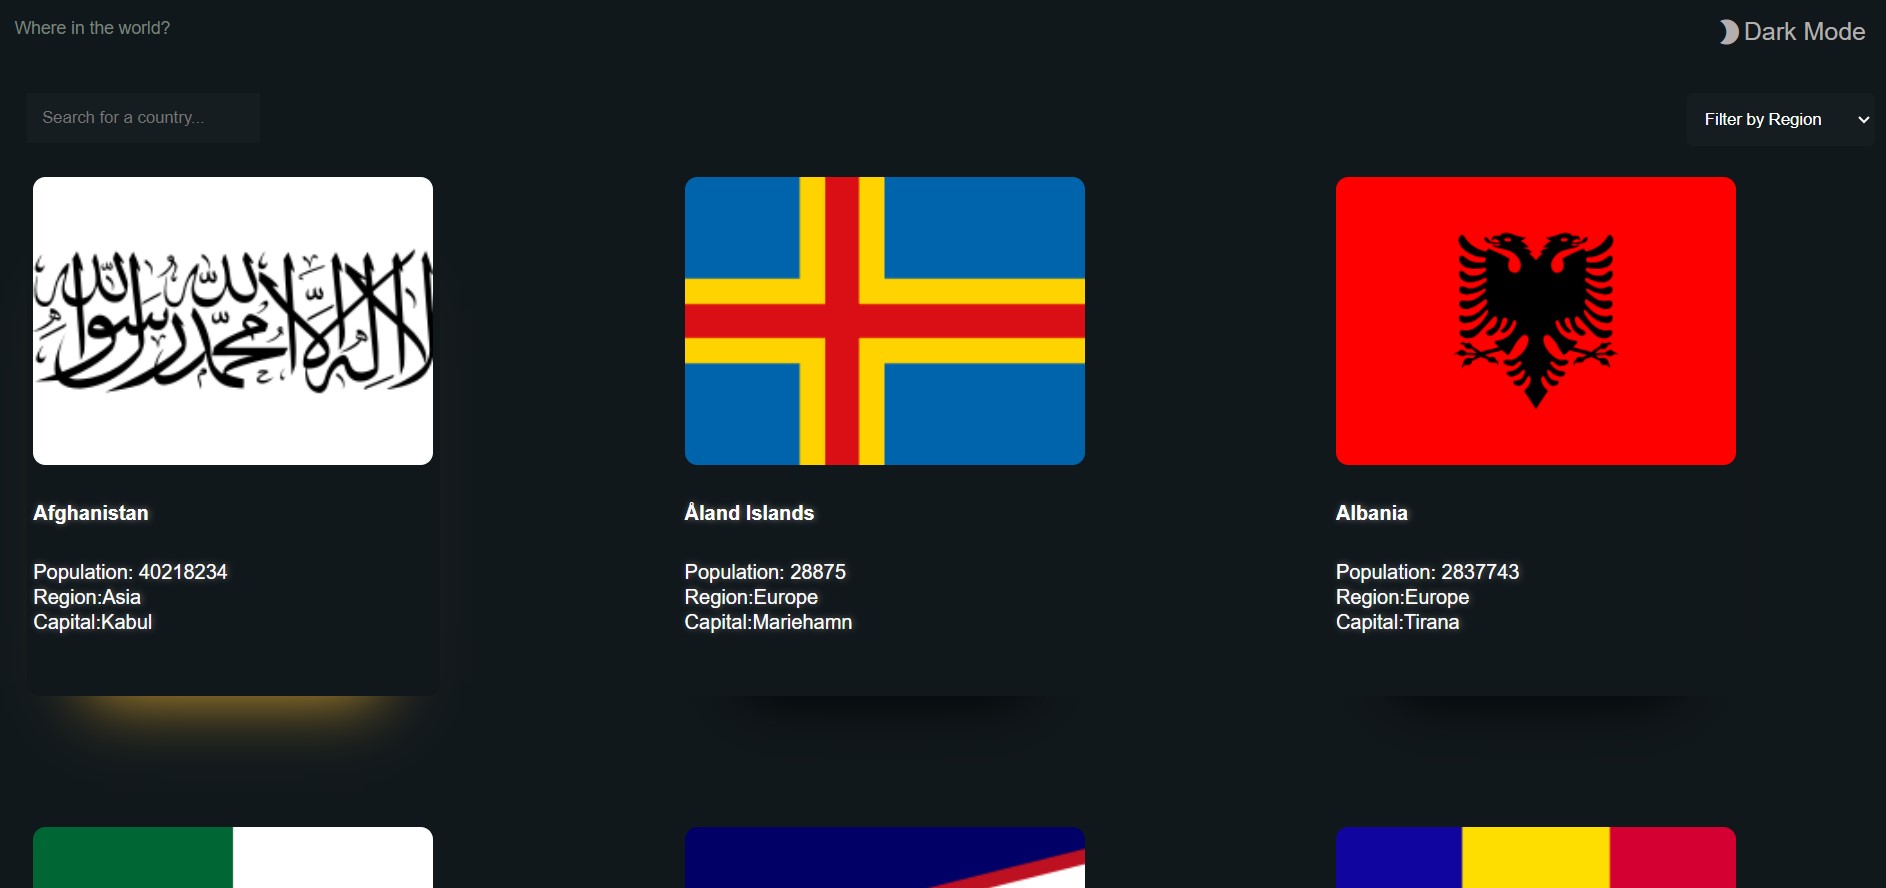 Where in the world?
Dark Mode
Search for a country...
Filter by Region
لا إله إلا الله محمد رسول الله
Afghanistan
Population: 40218234
Region:Asia
Capital:Kabul
Åland Islands
Population: 28875
Region:Europe
Capital:Mariehamn
Albania
Population: 2837743
Region:Europe
Capital:Tirana